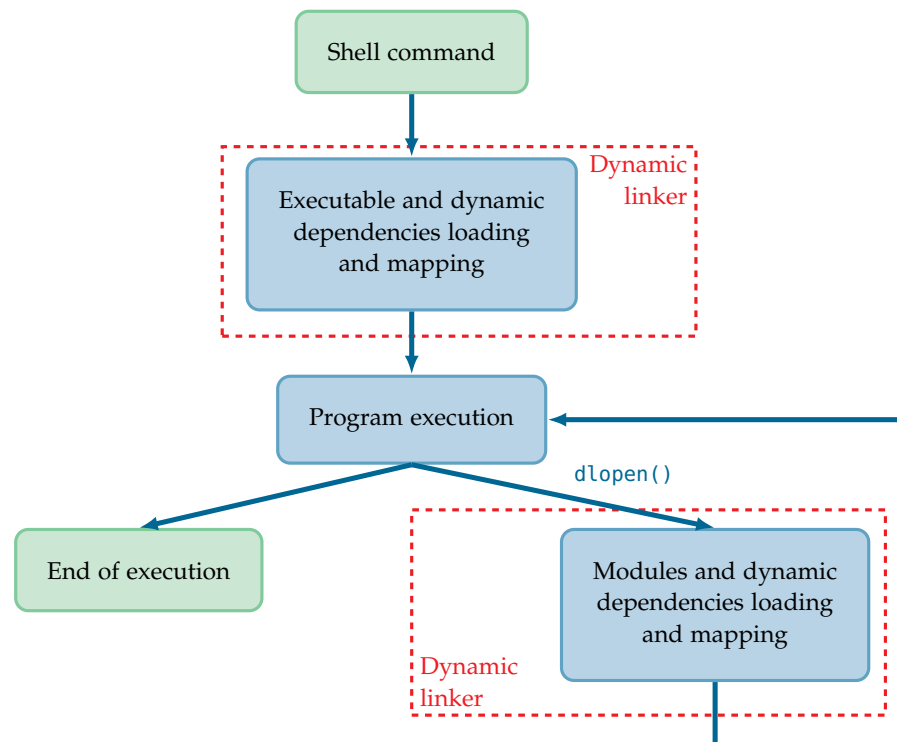 Shell command
Dynamic
linker
Executable and dynamic
dependencies loading
and mapping
Program execution
dlopen()
End of execution
Modules and dynamic
dependencies loading
and mapping
Dynamic
linker